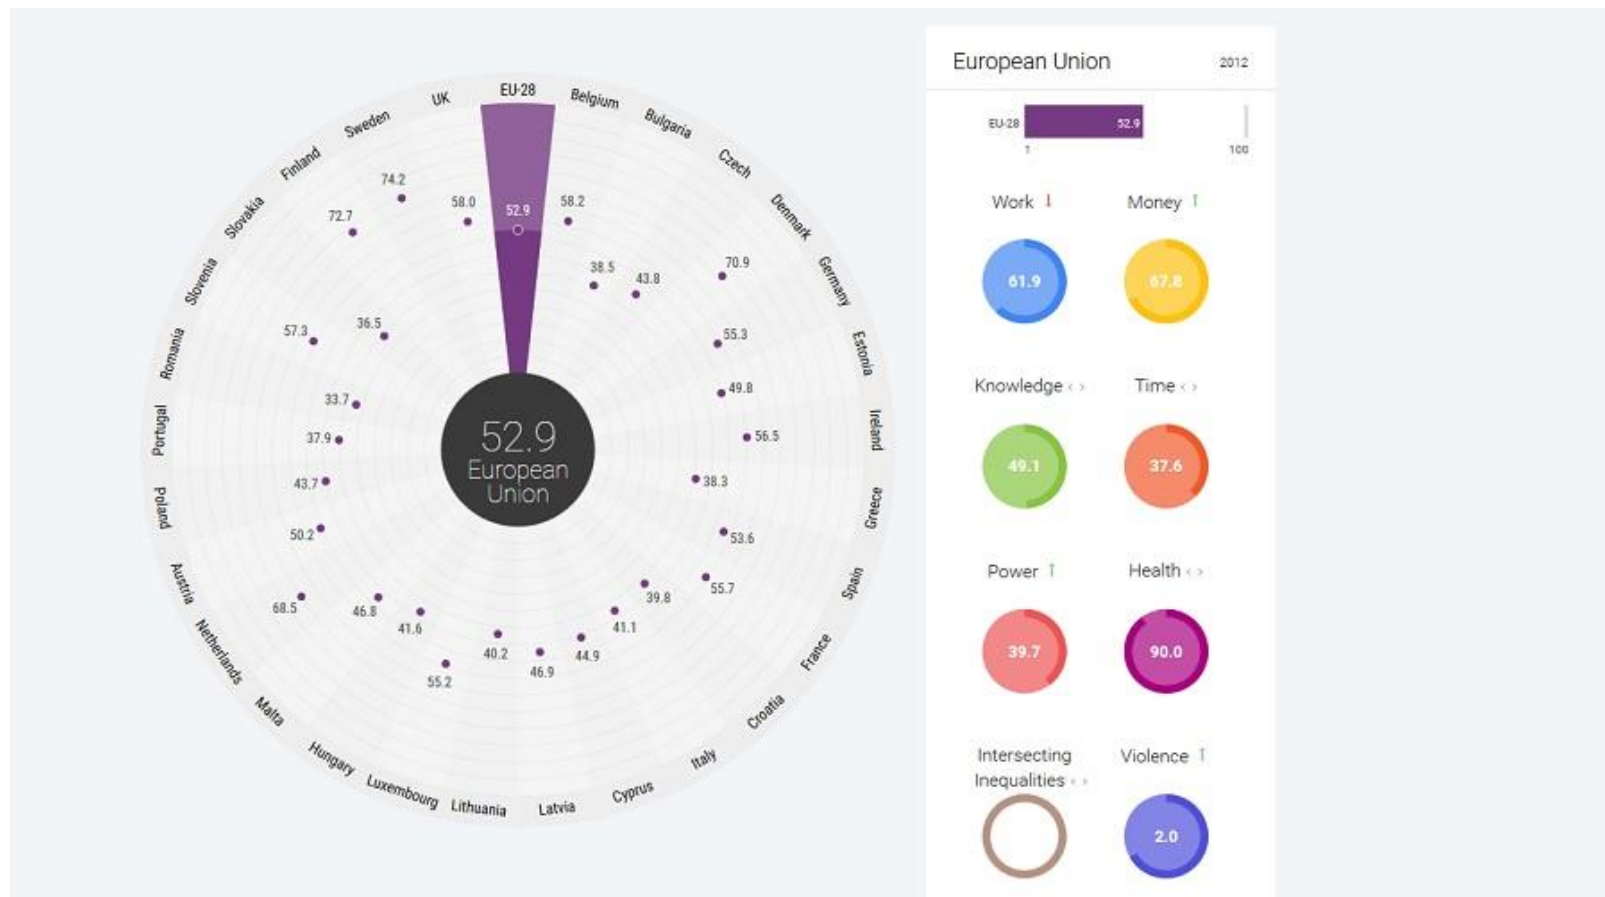 EU-28
Belgium
Bulgaria
Czech
Denmark
Germany
Estonia
Ireland
Greece
Spain
France
Croatia
Italy
Cyprus
Latvia
Lithuania
Luxembourg
Hungary
Malta
Netherlands
Austria
Poland
Portugal
Romania
Slovenia
Slovakia
Finland
Sweden
UK
52.9
58.2
38.5
43.8
70.9
55.3
49.8
56.5
38.3
53.6
55.7
39.8
41.1
44.9
46.9
40.2
55.2
41.6
46.8
68.5
50.2
43.7
37.9
33.7
57.3
36.5
72.7
74.2
58.0
52.9
European
Union
European Union 2012
EU-28 52.9
1 100
Work Money
61.9 67.8
Knowledge Time
49.1 37.6
Power Health
39.7 90.0
Intersecting Violence
Inequalities
2.0